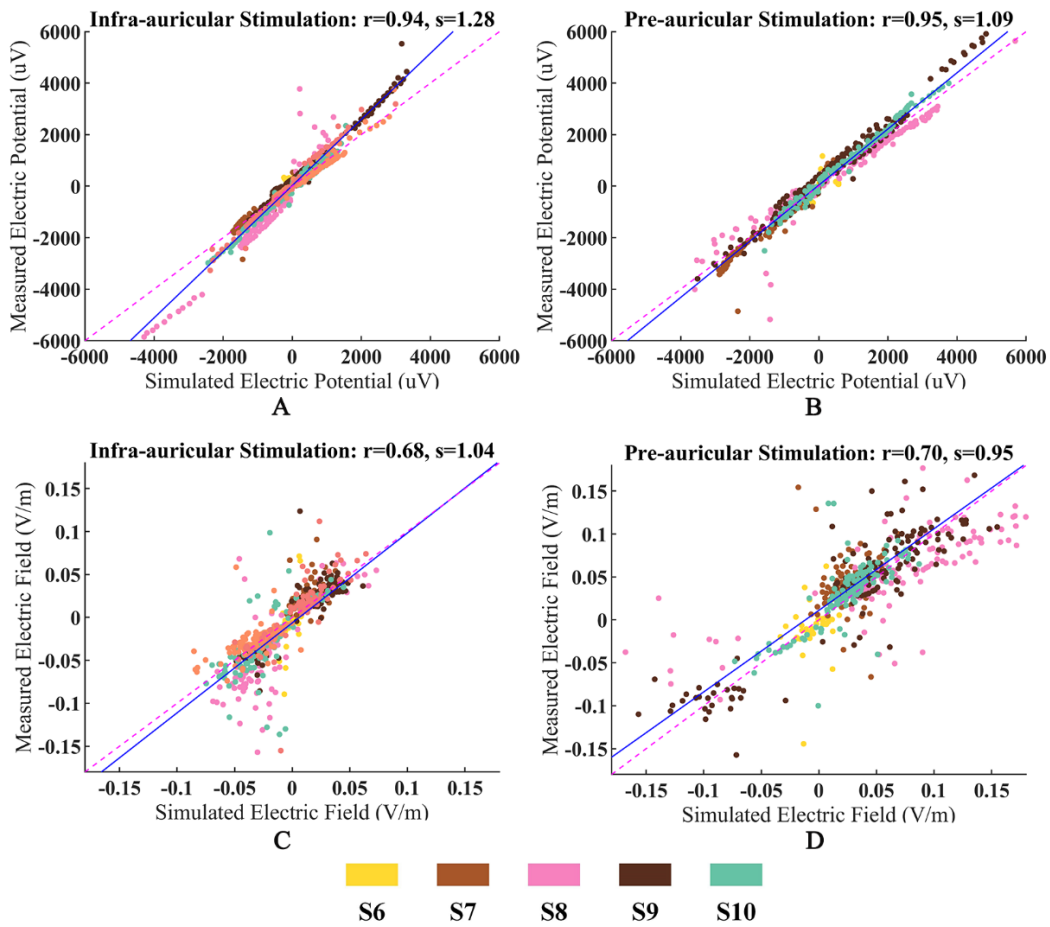 Infra-auricular Stimulation: r=0.94, s=1.28
Measured Electric Potential (uV)
6000
4000
2000
0
-2000
-4000
-6000
-6000 -4000 -2000 0 2000 4000 6000
Simulated Electric Potential (uV)
A
Pre-auricular Stimulation: r=0.95, s=1.09
Measured Electric Potential (uV)
6000
4000
2000
0
-2000
-4000
-6000
-6000 -4000 -2000 0 2000 4000 6000
Simulated Electric Potential (uV)
B
Infra-auricular Stimulation: r=0.68, s=1.04
Measured Electric Field (V/m)
0.15
0.1
0.05
0
-0.05
-0.1
-0.15
-0.15 -0.1 -0.05 0 0.05 0.1 0.15
Simulated Electric Field (V/m)
C
Pre-auricular Stimulation: r=0.70, s=0.95
Measured Electric Field (V/m)
0.15
0.1
0.05
0
-0.05
-0.1
-0.15
-0.15 -0.1 -0.05 0 0.05 0.1 0.15
Simulated Electric Field (V/m)
D
S6 S7 S8 S9 S10